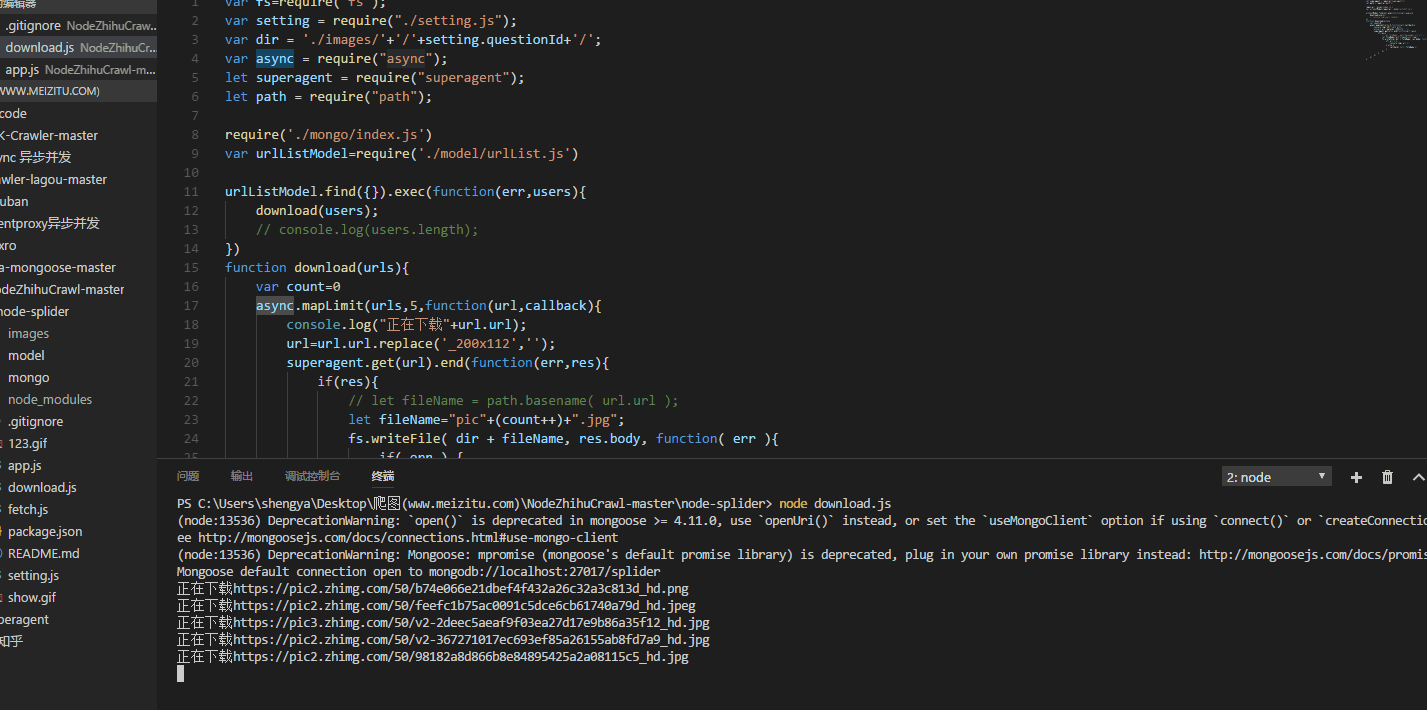 .gitignore NodeZhihuCraw...
download.js NodeZhihuCr...
app.js NodeZhihuCrawl-m...
WWW.MEIZITU.COM)
code
K-Crawler-master
ync 异步并发
wler-lagou-master
uban
entproxy异步并发
xro
a-mongoose-master
deZhihuCrawl-master
node-splider
images
model
mongo
node_modules
.gitignore
123.gif
app.js
download.js
fetch.js
package.json
README.md
setting.js
show.gif
peragent
知乎
1 var fs=require('fs');
2 var setting = require("./setting.js");
3 var dir = './images/'+'/'+setting.questionId+'/';
4 var async = require("async");
5 let superagent = require("superagent");
6 let path = require("path");
7
8 require('./mongo/index.js')
9 var urlListModel=require('./model/urlList.js')
10
11 urlListModel.find({}).exec(function(err,users){
12 download(users);
13 // console.log(users.length);
14 })
15 function download(urls){
16 var count=0
17 async.mapLimit(urls,5,function(url,callback){
18 console.log("正在下载"+url.url);
19 url=url.url.replace('_200x112','');
20 superagent.get(url).end(function(err,res){
21 if(res){
22 // let fileName = path.basename( url.url );
23 let fileName="pic"+(count++)+".jpg";
24 fs.writeFile( dir + fileName, res.body, function( err ){
25 if( err ) {
问题 输出 调试控制台 终端
2: node
PS C:\Users\shengya\Desktop\爬图(www.meizitu.com)\NodeZhihuCrawl-master\node-splider> node download.js
(node:13536) DeprecationWarning: `open()` is deprecated in mongoose >= 4.11.0, use `openUri()` instead, or set the `useMongoClient` option if using `connect()` or `createConnectio
ee http://mongoosejs.com/docs/connections.html#use-mongo-client
(node:13536) DeprecationWarning: Mongoose: mpromise (mongoose's default promise library) is deprecated, plug in your own promise library instead: http://mongoosejs.com/docs/promis
Mongoose default connection open to mongodb://localhost:27017/splider
正在下载https://pic2.zhimg.com/50/b74e066e21dbef4f432a26c32a3c813d_hd.png
正在下载https://pic2.zhimg.com/50/feefc1b75ac0091c5dce6cb61740a79d_hd.jpeg
正在下载https://pic3.zhimg.com/50/v2-2deec5aeaf9f03ea27d17e9b86a35f12_hd.jpg
正在下载https://pic2.zhimg.com/50/v2-367271017ec693ef85a26155ab8fd7a9_hd.jpg
正在下载https://pic2.zhimg.com/50/98182a8d866b8e84895425a2a08115c5_hd.jpg